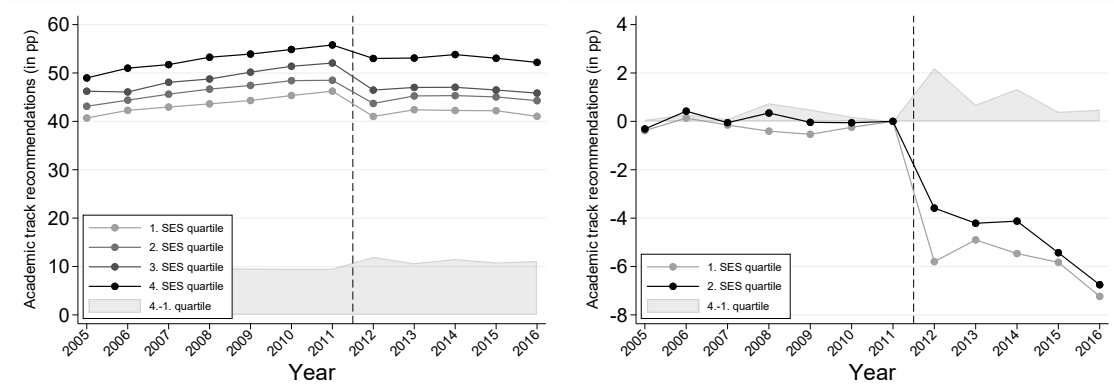 Academic track recommendations (in pp)
60
50
40
30
20
10
0
1. SES quartile
2. SES quartile
3. SES quartile
4. SES quartile
4.-1. quartile
2005 2006 2007 2008 2009 2010 2011 2012 2013 2014 2015 2016
Year
Academic track recommendations (in pp)
4
2
0
-2
-4
-6
-8
1. SES quartile
2. SES quartile
4.-1. quartile
2005 2006 2007 2008 2009 2010 2011 2012 2013 2014 2015 2016
Year